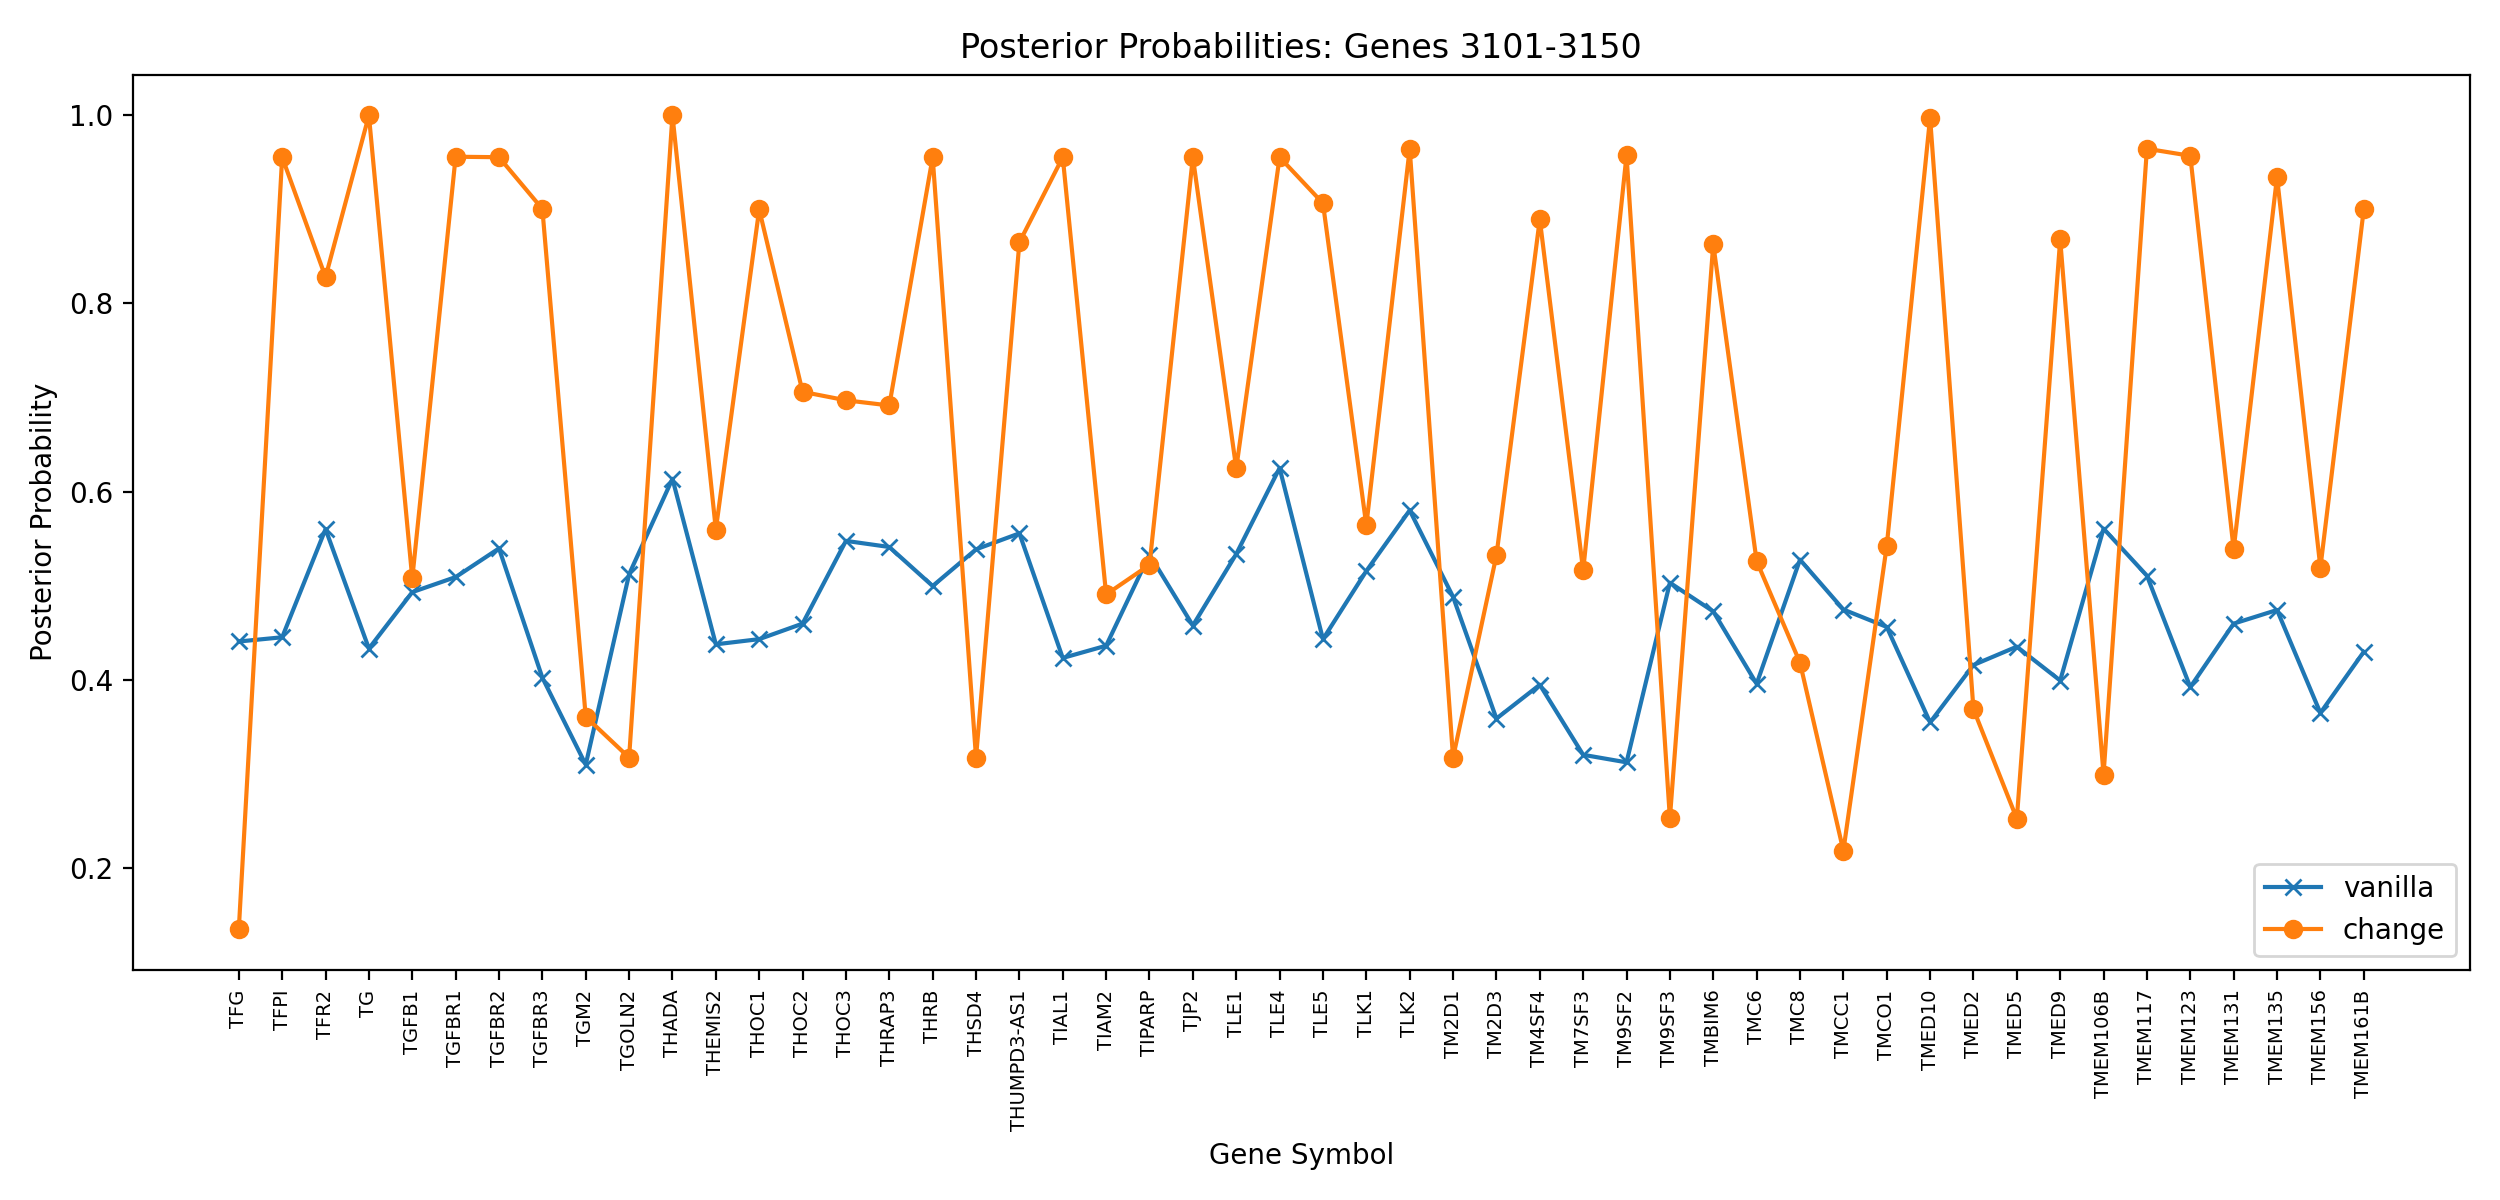 Posterior Probabilities: Genes 3101-3150
Posterior Probability
1.0
0.8
0.6
0.4
0.2
vanilla
change
TFG
TFPI
TFR2
TG
TGFB1
TGFBR1
TGFBR2
TGFBR3
TGM2
TGOLN2
THADA
THEMIS2
THOC1
THOC2
THOC3
THRAP3
THRB
THSD4
THUMPD3-AS1
TIAL1
TIAM2
TIPARP
TJP2
TLE1
TLE4
TLE5
TLK1
TLK2
TM2D1
TM2D3
TM4SF4
TM7SF3
TM9SF2
TM9SF3
TMBIM6
TMC6
TMC8
TMCC1
TMCO1
TMED10
TMED2
TMED5
TMED9
TMEM106B
TMEM117
TMEM123
TMEM131
TMEM135
TMEM156
TMEM161B
Gene Symbol